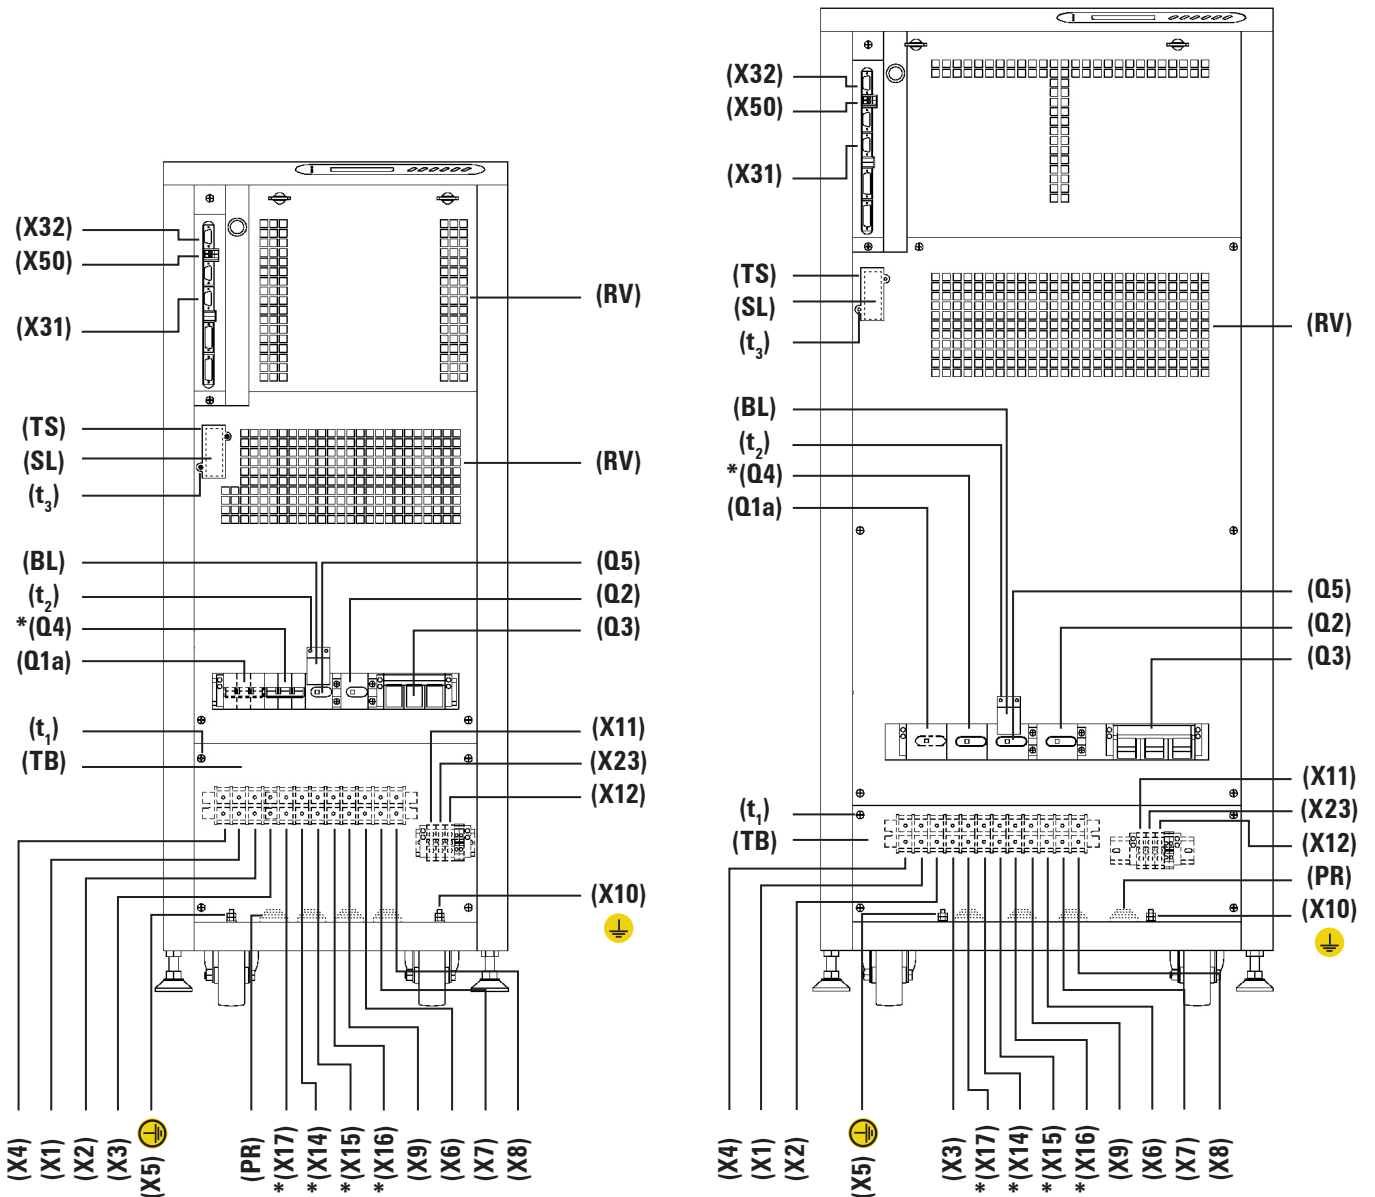 (X32)
(X50)
(X31)
(TS)
(SL)
(t3)
(BL)
(t2)
*(Q4)
(Q1a)
(t1)
(TB)
(RV)
(RV)
(Q5)
(Q2)
(Q3)
(X11)
(X23)
(X12)
(X10)
(X4)
(X1)
(X2)
(X3)
(X5)
(PR)
*(X17)
*(X14)
*(X15)
*(X16)
(X9)
(X6)
(X7)
(X8)
(X32)
(X50)
(X31)
(TS)
(SL)
(t3)
(BL)
(t2)
*(Q4)
(Q1a)
(t1)
(TB)
(RV)
(Q5)
(Q2)
(Q3)
(X11)
(X23)
(X12)
(PR)
(X10)
(X4)
(X1)
(X2)
(X5)
(X3)
*(X17)
*(X14)
*(X15)
*(X16)
(X9)
(X6)
(X7)
(X8)